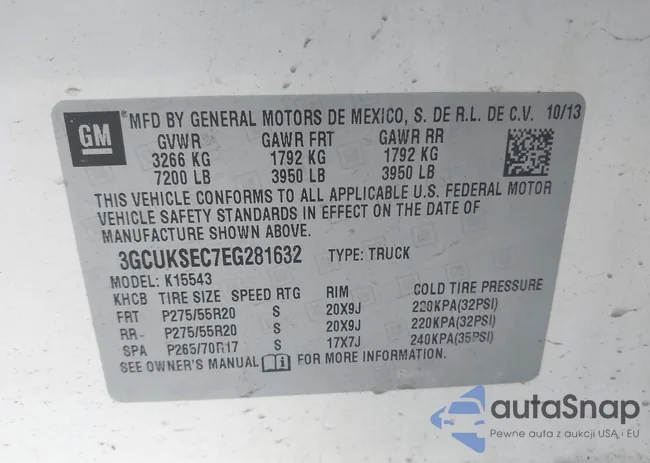 GM MFD BY GENERAL MOTORS DE MEXICO, S. DE R.L. DE C.V. 10/13
GVWR GAWR FRT GAWR RR
3266 KG 1792 KG 1792 KG
7200 LB 3950 LB 3950 LB
THIS VEHICLE CONFORMS TO ALL APPLICABLE U.S. FEDERAL MOTOR
VEHICLE SAFETY STANDARDS IN EFFECT ON THE DATE OF
MANUFACTURE SHOWN ABOVE.
3GCUKSEC7EG281632 TYPE: TRUCK
MODEL: K15543
KHCB TIRE SIZE SPEED RTG RIM COLD TIRE PRESSURE
FRT P275/55R20 S 20X9J 220KPA(32PSI)
RR P275/55R20 S 20X9J 220KPA(32PSI)
SPA P265/70R17 S 17X7J 240KPA(35PSI)
SEE OWNER'S MANUAL FOR MORE INFORMATION.
autaSnap
Pewne auta z aukcji USA i EU